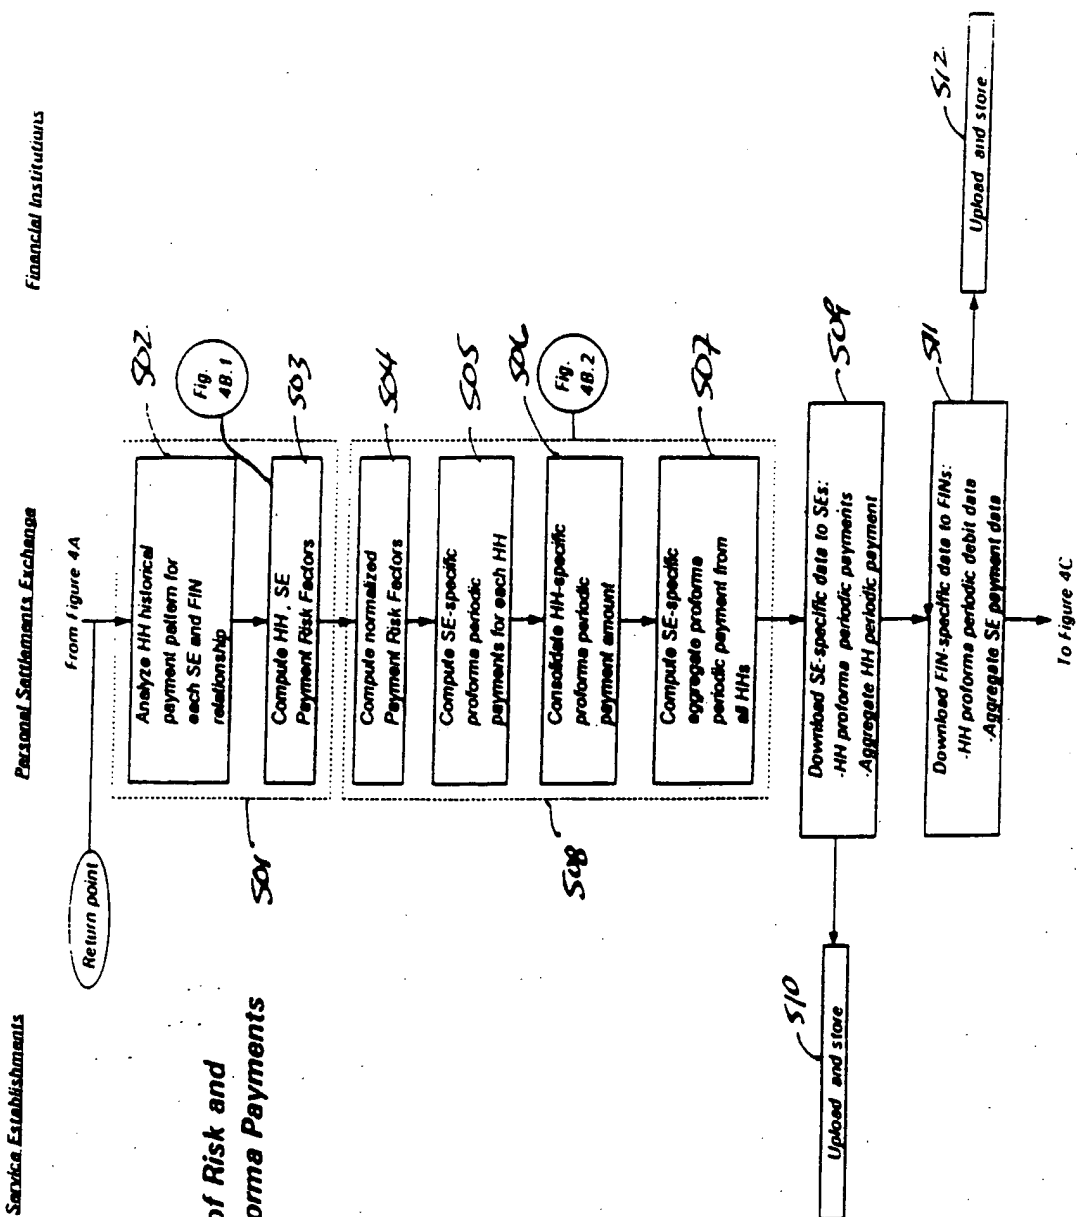 Service Establishments
Personal Settlements Exchange
Financial Institutions
of Risk and
orma Payments
Return point
From Figure 4A
Analyze HH historical
payment pattern for
each SE and FIN
relationship
502
Fig.
4B.1
Compute HH, SE
Payment Risk Factors
503
501
Compute normalized
Payment Risk Factors
504
Compute SE-specific
proforma periodic
payments for each HH
505
Consolidate HH-specific
proforma periodic
payment amount
506
Fig.
4B.2
Compute SE-specific
aggregate proforma
periodic payment from
all HHs
507
508
Download SE-specific data to SEs:
-HH proforma periodic payments
-Aggregate HH periodic payment
509
Upload and store
510
Download FIN-specific data to FINs:
-HH proforma periodic debit data
-Aggregate SE payment data
511
Upload and store
512
To Figure 4C